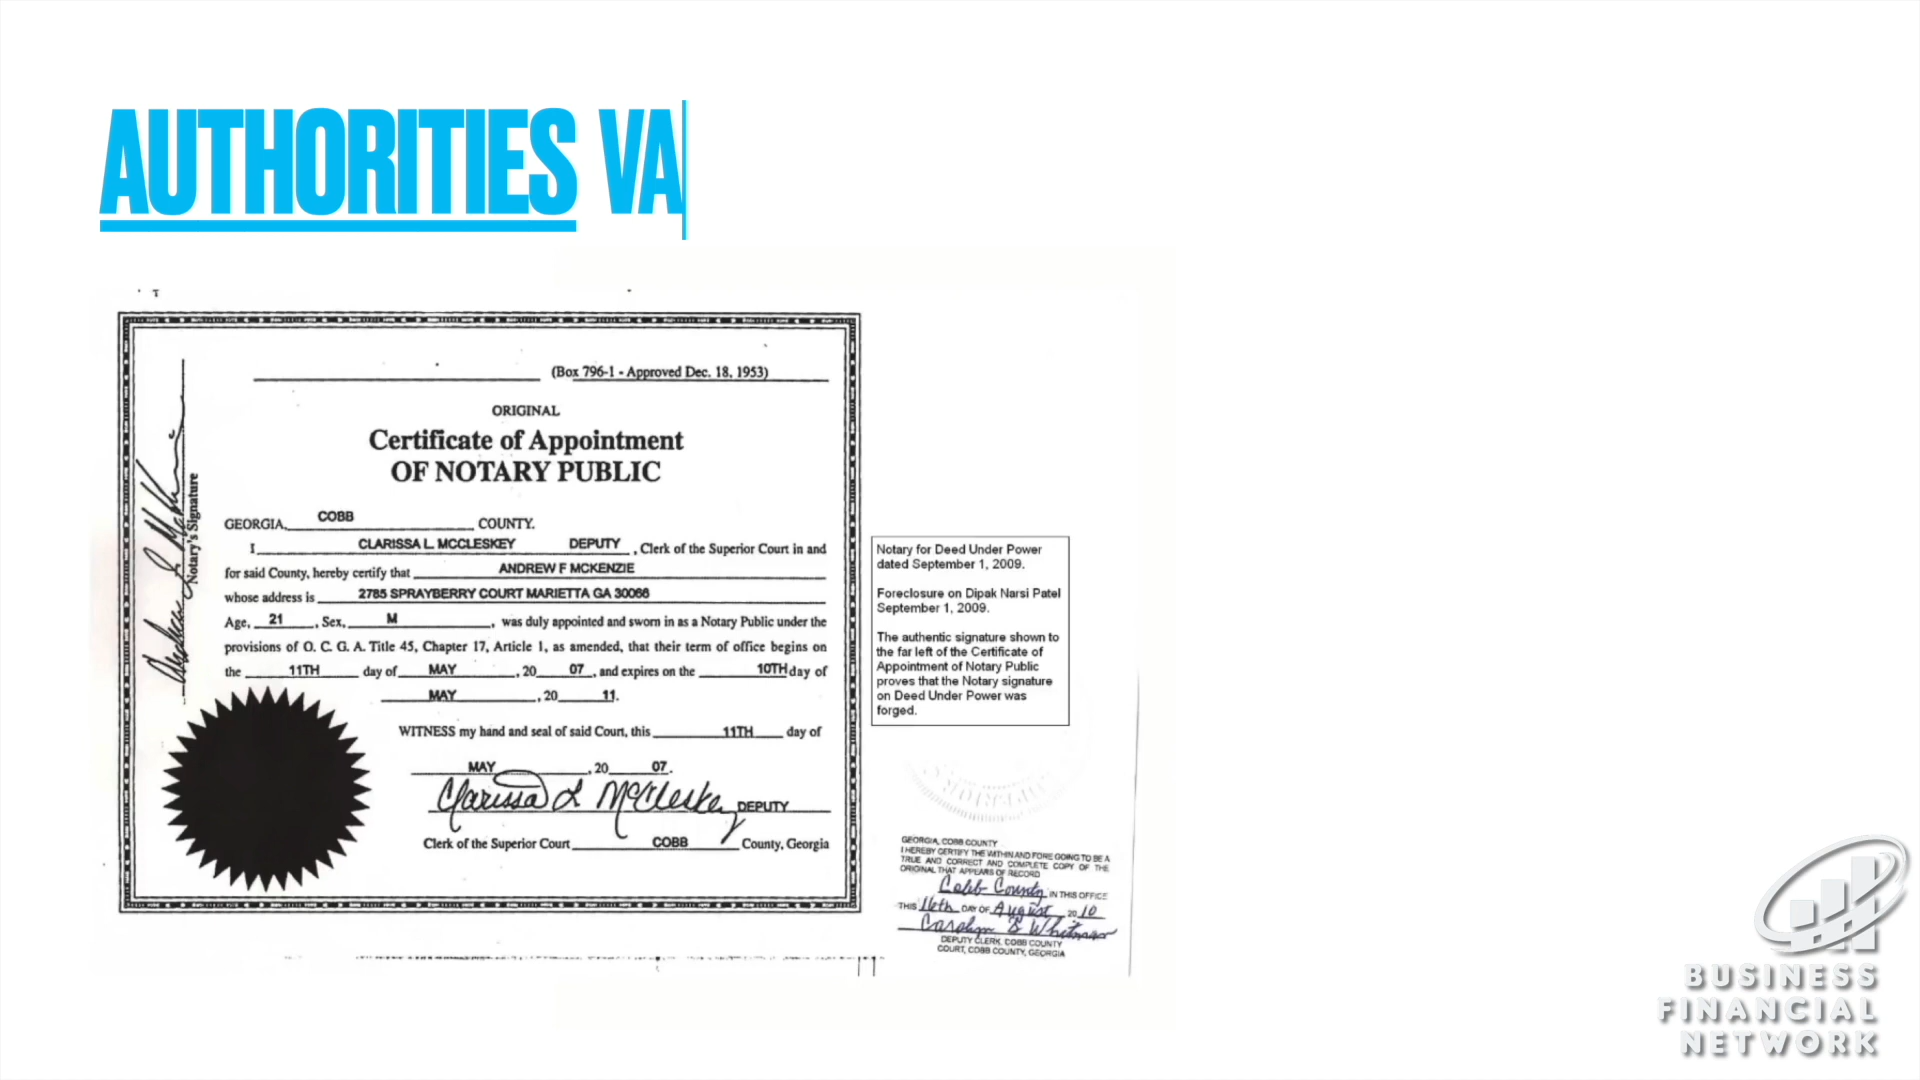 AUTHORITIES VA
(Box 796-1 - Approved Dec. 18, 1953)
ORIGINAL
Certificate of Appointment
OF NOTARY PUBLIC
GEORGIA, COBB COUNTY.
I CLARISSA L. MCCLESKEY DEPUTY , Clerk of the Superior Court in and
for said County, hereby certify that ANDREW F MCKENZIE
whose address is 2785 SPRAYBERRY COURT MARIETTA GA 30066
Age, 21 , Sex, M , was duly appointed and sworn in as a Notary Public under the
provisions of O. C. G. A. Title 45, Chapter 17, Article 1, as amended, that their term of office begins on
the 11TH day of MAY , 20 07 , and expires on the 10TH day of
MAY , 20 11.
WITNESS my hand and seal of said Court, this 11TH day of
MAY , 20 07.
Clarissa L McCleskey DEPUTY
Clerk of the Superior Court COBB County, Georgia
Notary's Signature
Notary for Deed Under Power
dated September 1, 2009.
Foreclosure on Dipak Narsi Patel
September 1, 2009.
The authentic signature shown to
the far left of the Certificate of
Appointment of Notary Public
proves that the Notary signature
on Deed Under Power was
forged.
GEORGIA, COBB COUNTY
I HEREBY CERTIFY THE WITHIN AND FORE GOING TO BE A
TRUE AND CORRECT AND COMPLETE COPY OF THE
ORIGINAL THAT APPEARS OF RECORD
Cobb County IN THIS OFFICE
THIS 16th DAY OF August 20 10
DEPUTY CLERK, COBB COUNTY
COURT, COBB COUNTY, GEORGIA
BUSINESS
FINANCIAL
NETWORK